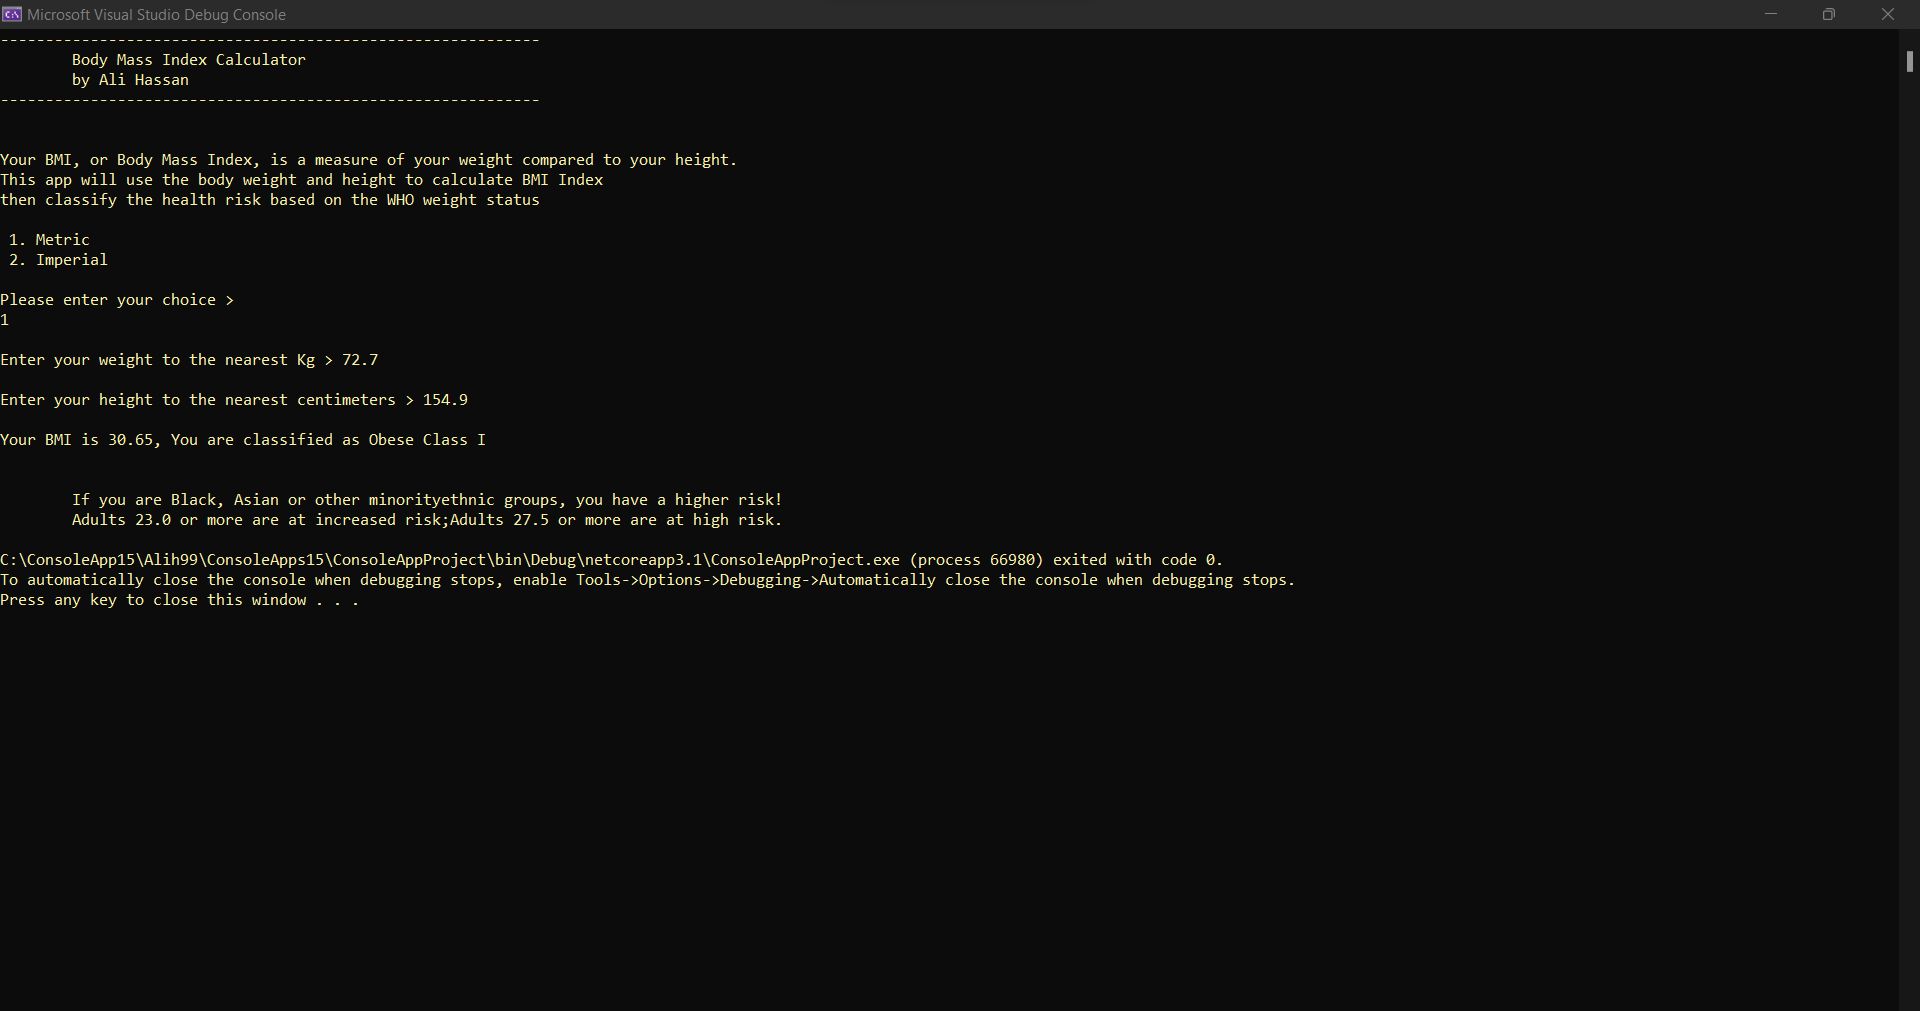 Microsoft Visual Studio Debug Console
------------------------------------------------------------
Body Mass Index Calculator
by Ali Hassan
------------------------------------------------------------
Your BMI, or Body Mass Index, is a measure of your weight compared to your height.
This app will use the body weight and height to calculate BMI Index
then classify the health risk based on the WHO weight status
1. Metric
2. Imperial
Please enter your choice >
1
Enter your weight to the nearest Kg > 72.7
Enter your height to the nearest centimeters > 154.9
Your BMI is 30.65, You are classified as Obese Class I
If you are Black, Asian or other minorityethnic groups, you have a higher risk!
Adults 23.0 or more are at increased risk;Adults 27.5 or more are at high risk.
C:\ConsoleApp15\Alih99\ConsoleApps15\ConsoleAppProject\bin\Debug\netcoreapp3.1\ConsoleAppProject.exe (process 66980) exited with code 0.
To automatically close the console when debugging stops, enable Tools->Options->Debugging->Automatically close the console when debugging stops.
Press any key to close this window . . .